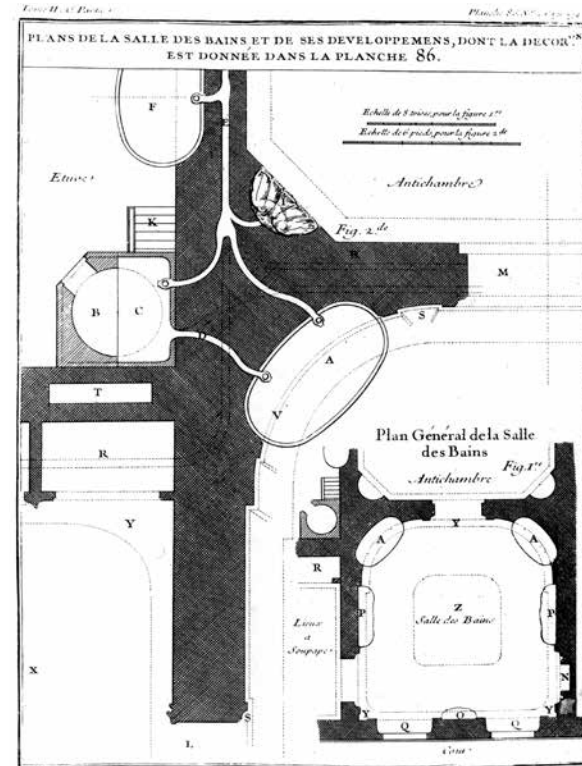 Planche
PLANS DE LA SALLE DES BAINS ET DE SES DEVELOPPEMENS, DONT LA DECOR.ᴼᴺ
EST DONNÉE DANS LA PLANCHE 86.
F
E
Echelle de 8 toises, pour la figure 1.re
Echelle de 6 pieds, pour la figure 2.de
Etuve
Antichambre
K
Fig. 2.de
R
M
B C
S
D
A
T
V
R
Plan Général de la Salle
des Bains
Fig. 1.re
Antichambre
Y
Y
A A
R
Z
P P
Lieux
Salle des Bains
a
Soupape
X
N
Y Y
S
O
Q Q
L
Cour